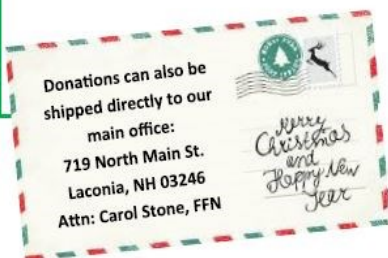 Donations can also be
shipped directly to our
main office:
719 North Main St.
Laconia, NH 03246
Attn: Carol Stone, FFN
Merry
Christmas
and
Happy New
Year